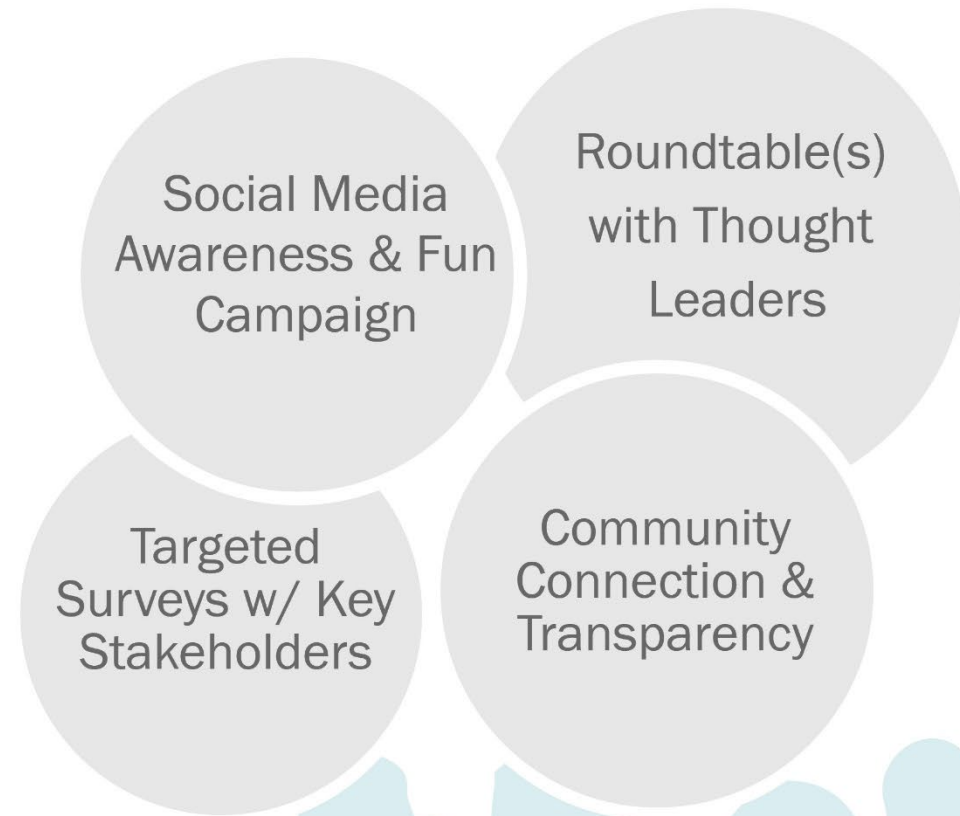 Social Media
Awareness & Fun
Campaign
Roundtable(s)
with Thought
Leaders
Targeted
Surveys w/ Key
Stakeholders
Community
Connection &
Transparency